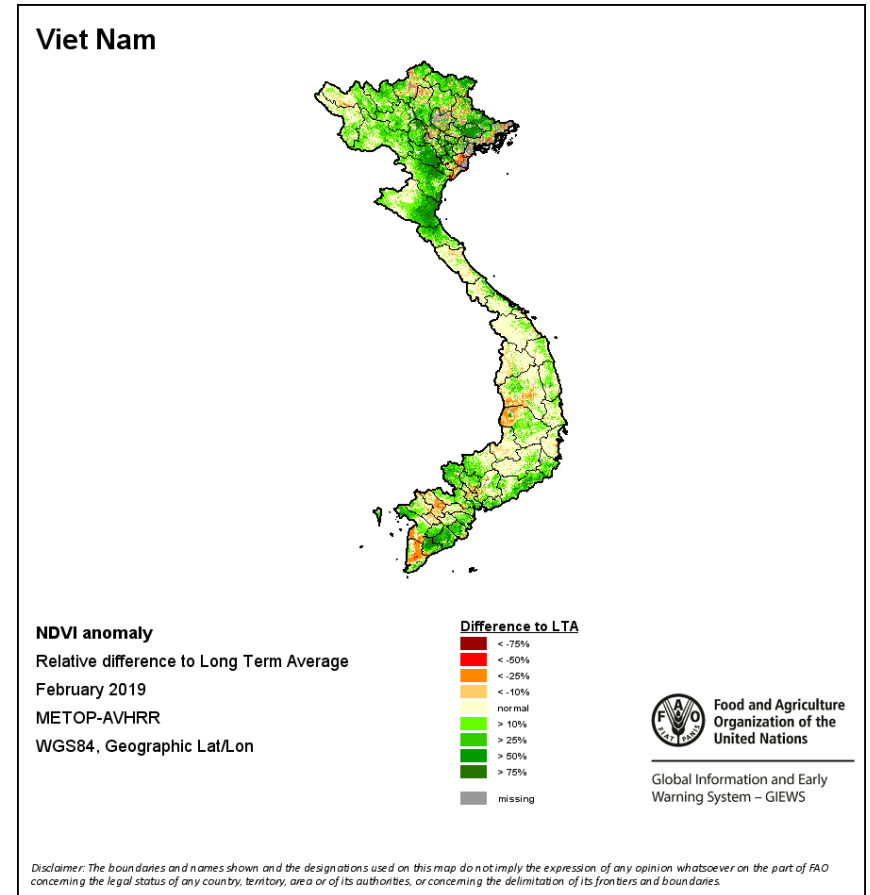 Viet Nam
NDVI anomaly
Relative difference to Long Term Average
February 2019
METOP-AVHRR
WGS84, Geographic Lat/Lon
Difference to LTA
< -75%
< -50%
< -25%
< -10%
normal
> 10%
> 25%
> 50%
> 75%
missing
F A O
FIAT PANIS
Food and Agriculture
Organization of the
United Nations
Global Information and Early
Warning System – GIEWS
Disclaimer: The boundaries and names shown and the designations used on this map do not imply the expression of any opinion whatsoever on the part of FAO
concerning the legal status of any country, territory, area or of its authorities, or concerning the delimitation of its frontiers and boundaries.